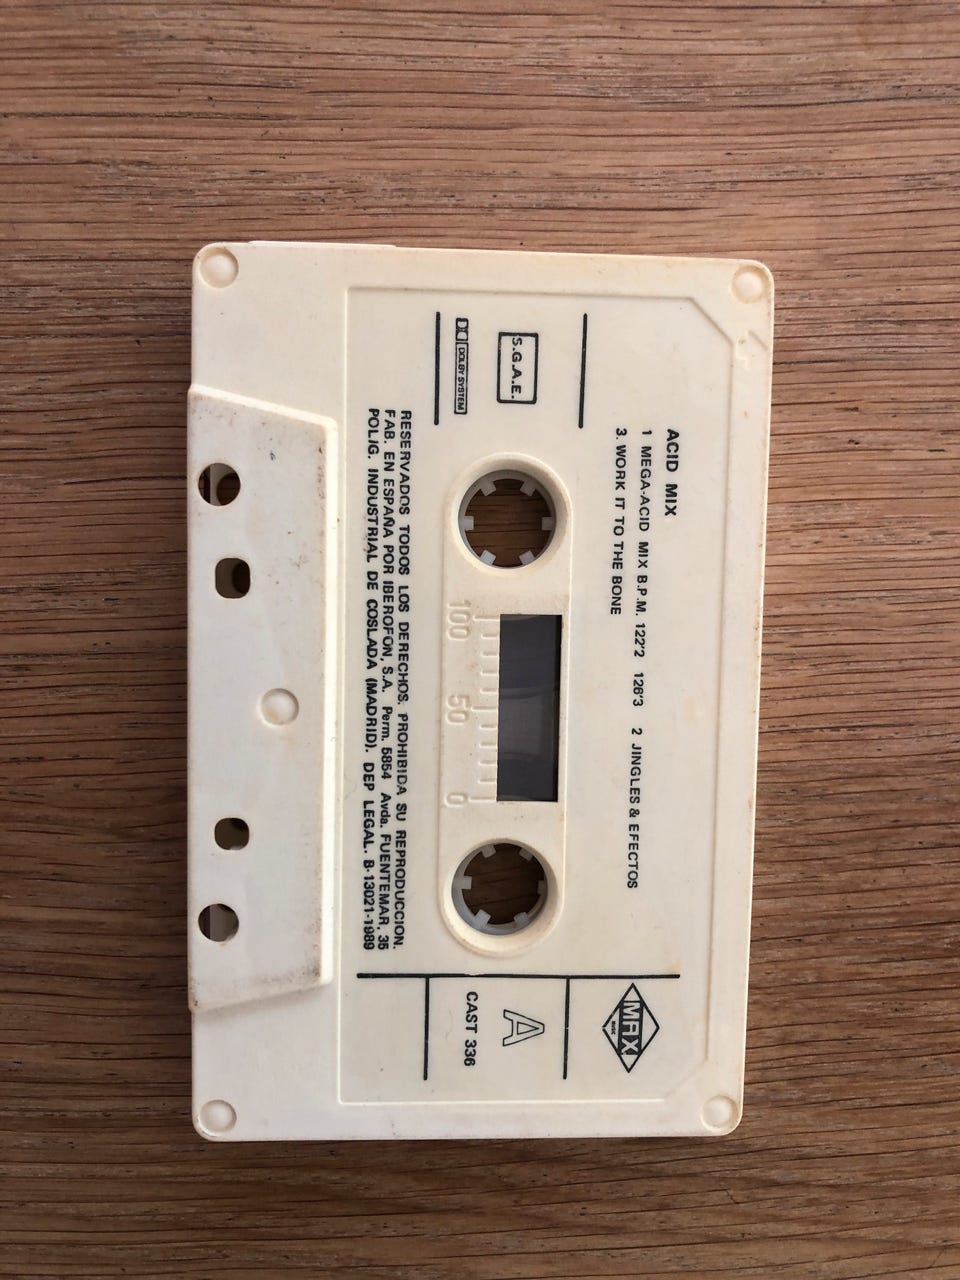 ACID MIX
1 MEGA-ACID MIX B.P.M. 122'2 126'3 2 JINGLES & EFECTOS
3. WORK IT TO THE BONE
S.G.A.E.
DOLBY SYSTEM
100 50 0
MAX
MUSIC
A
CAST 336
RESERVADOS TODOS LOS DERECHOS. PROHIBIDA SU REPRODUCCION.
FAB. EN ESPAÑA POR IBEROFON, S.A. Perm. 5854 Avda. FUENTEMAR, 35
POLIG. INDUSTRIAL DE COSLADA (MADRID). DEP LEGAL. B-13021-1989